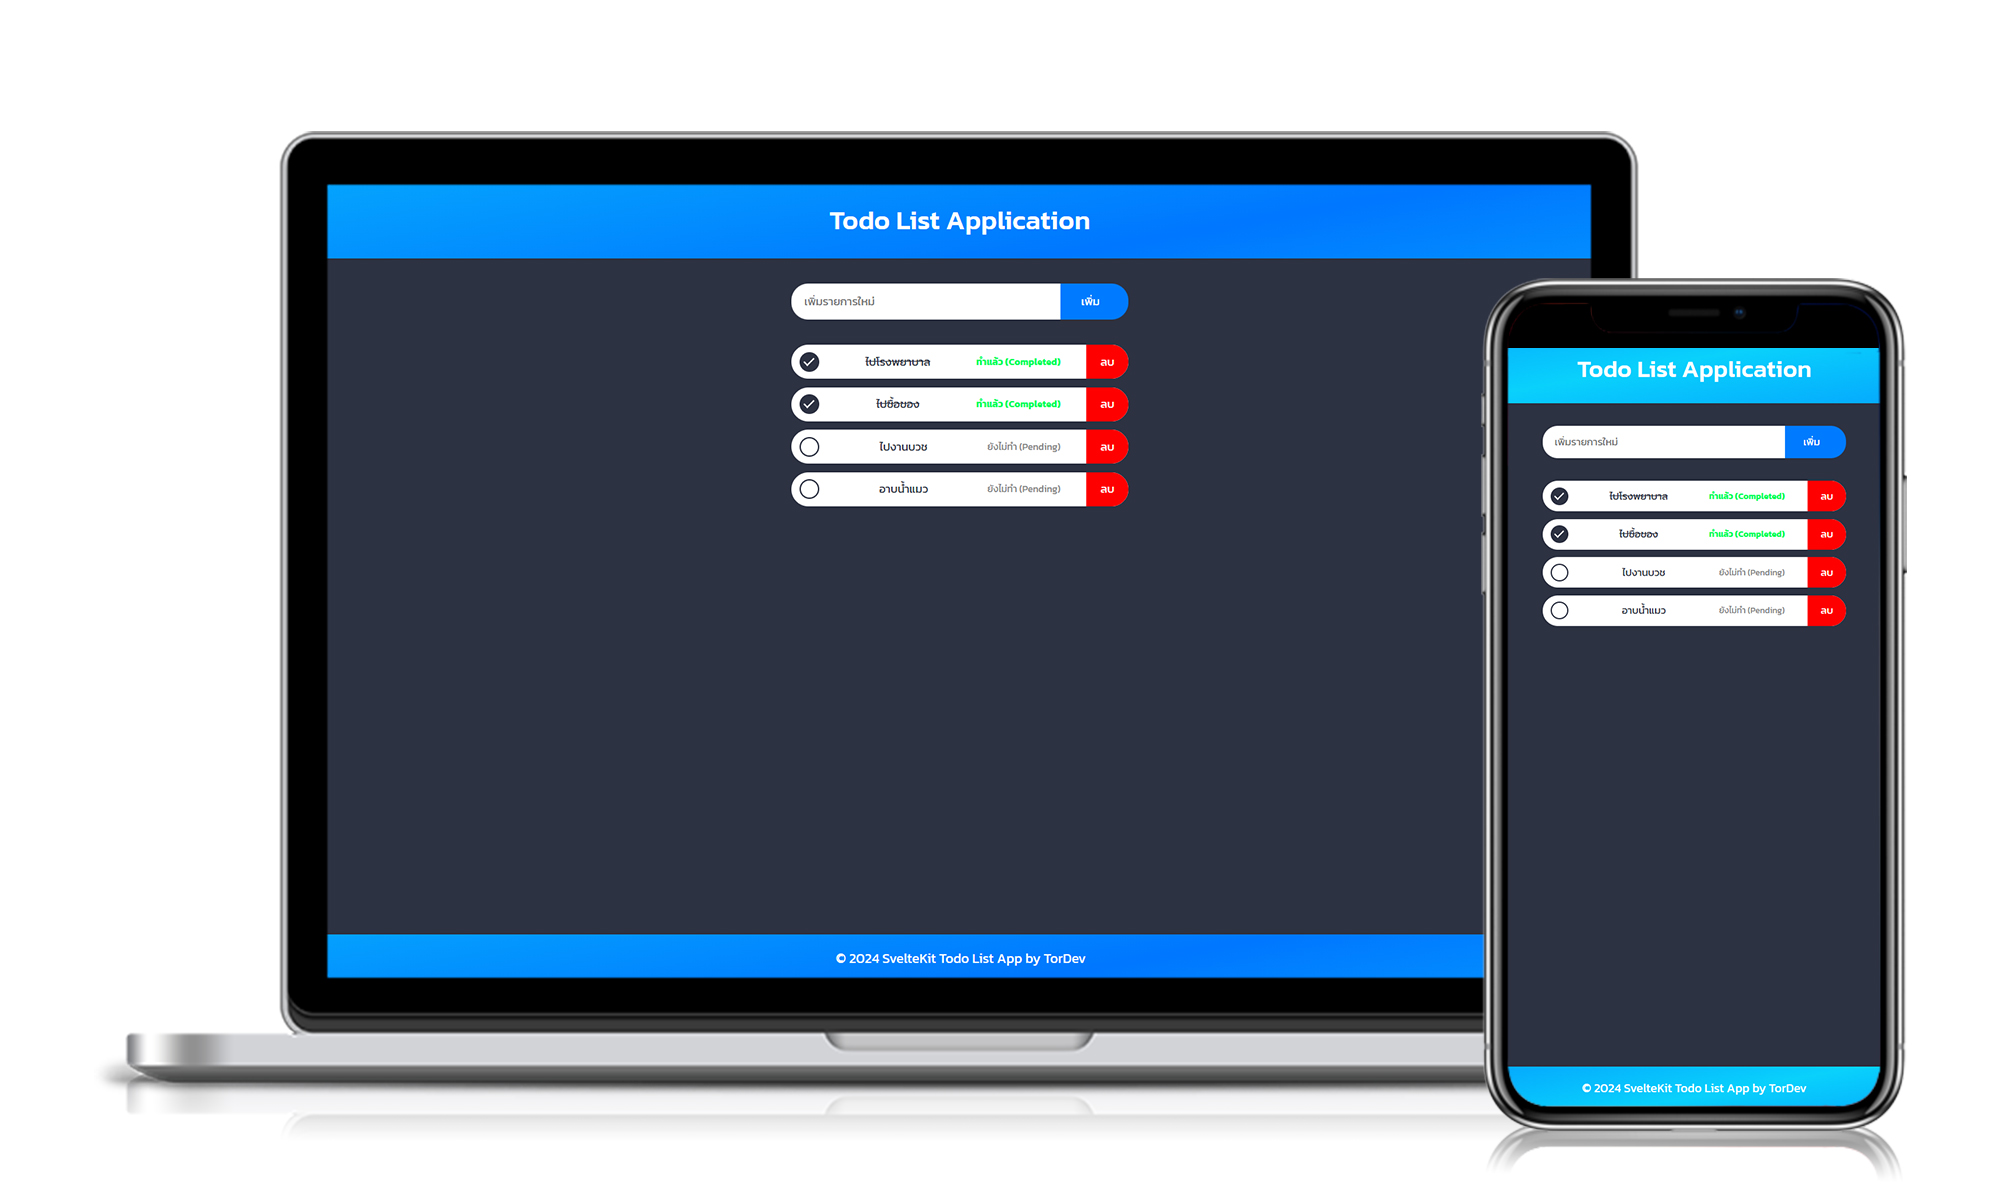 Todo List Application
เพิ่มรายการใหม่ เพิ่ม
ไปโรงพยาบาล ทำแล้ว (Completed) ลบ
ไปซื้อของ ทำแล้ว (Completed) ลบ
ไปงานบวช ยังไม่ทำ (Pending) ลบ
อาบน้ำแมว ยังไม่ทำ (Pending) ลบ
© 2024 SvelteKit Todo List App by TorDev
Todo List Application
เพิ่มรายการใหม่ เพิ่ม
ไปโรงพยาบาล ทำแล้ว (Completed) ลบ
ไปซื้อของ ทำแล้ว (Completed) ลบ
ไปงานบวช ยังไม่ทำ (Pending) ลบ
อาบน้ำแมว ยังไม่ทำ (Pending) ลบ
© 2024 SvelteKit Todo List App by TorDev